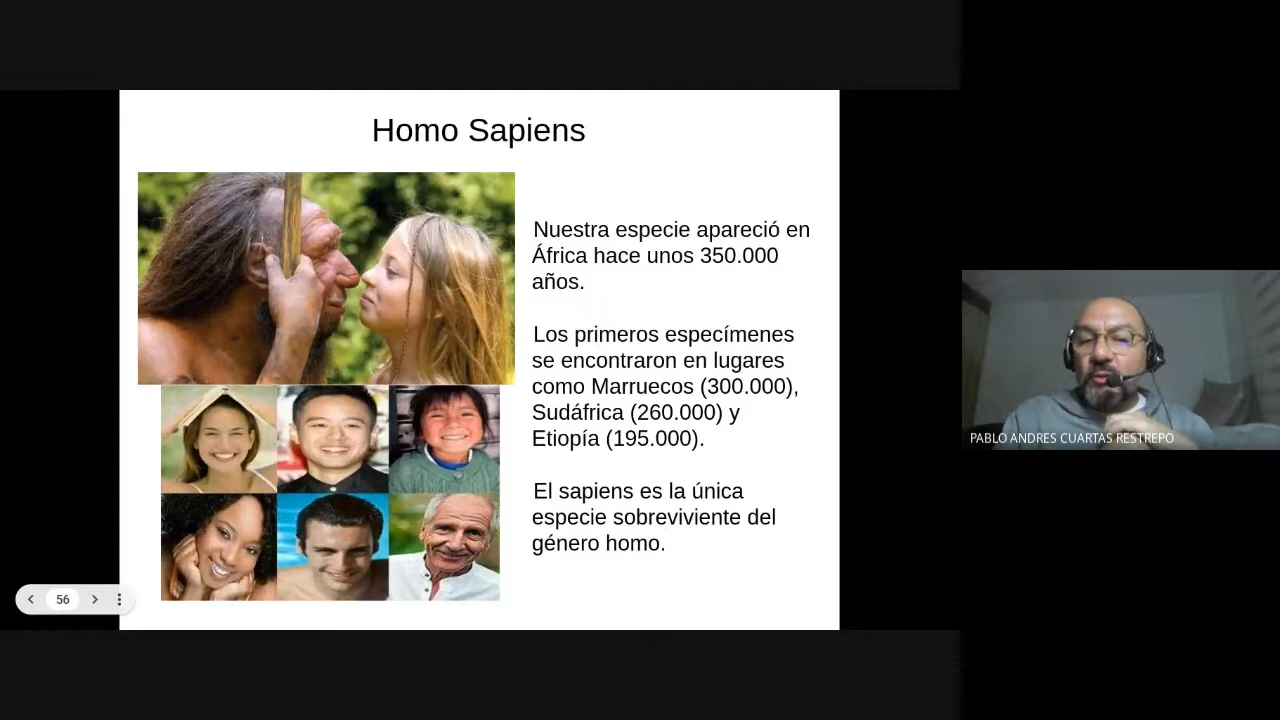 Homo Sapiens
Nuestra especie apareció en
África hace unos 350.000
años.
Los primeros específmenes
se encontraron en lugares
como Marruecos (300.000),
Sudáfrica (260.000) y
Etiopía (195.000).
El sapiens es la única
especie sobreviviente del
género homo.
56
PABLO ANDRES CUARTAS RESTREPO